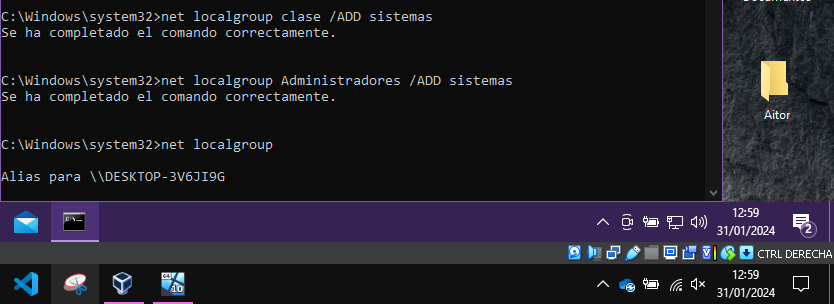 C:\Windows\system32>net localgroup clase /ADD sistemas
Se ha completado el comando correctamente.
C:\Windows\system32>net localgroup Administradores /ADD sistemas
Se ha completado el comando correctamente.
C:\Windows\system32>net localgroup
Alias para \\DESKTOP-3V6JI9G
Aitor
12:59
31/01/2024
2
CTRL DERECHA
12:59
31/01/2024